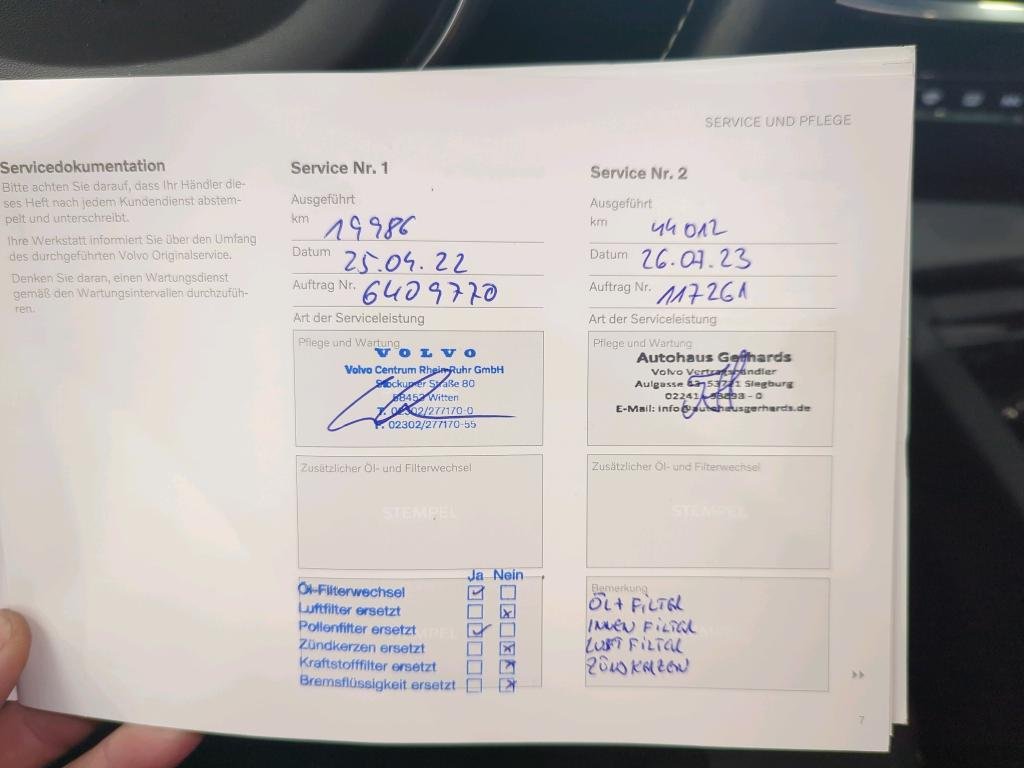 SERVICE UND PFLEGE
Servicedokumentation
Bitte achten Sie darauf, dass Ihr Händler die-
ses Heft nach jedem Kundendienst abstem-
pelt und unterschreibt.
Ihre Werkstatt informiert Sie über den Umfang
des durchgeführten Volvo Originalservice.
Denken Sie daran, einen Wartungsdienst
gemäß den Wartungsintervallen durchzufüh-
ren.
Service Nr. 1
Ausgeführt
km 19986
Datum 25.04.22
Auftrag Nr. 6409770
Art der Serviceleistung
Pflege und Wartung
VOLVO
Volvo Centrum Rhein-Ruhr GmbH
Stockumer Straße 80
58453 Witten
T. 02302/277170-0
F. 02302/277170-55
Zusätzlicher Öl- und Filterwechsel
STEMPEL
Ja Nein
Öl-Filterwechsel
Luftfilter ersetzt
Pollenfilter ersetzt
Zündkerzen ersetzt
Kraftstofffilter ersetzt
Bremsflüssigkeit ersetzt
Service Nr. 2
Ausgeführt
km 44012
Datum 26.07.23
Auftrag Nr. 117261
Art der Serviceleistung
Pflege und Wartung
Autohaus Gerhards
Volvo Vertragshändler
Aulgasse 53721 Siegburg
02241 - 0
E-Mail: info@autohausgerhards.de
Zusätzlicher Öl- und Filterwechsel
STEMPEL
Bemerkung
ÖL + FILTER
INNEN FILTER
LUFT FILTER
ZÜNDKERZEN
7